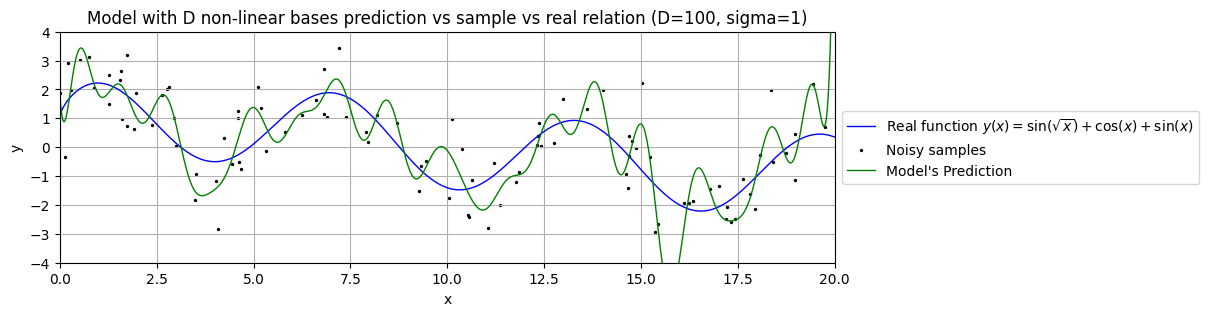 Model with D non-linear bases prediction vs sample vs real relation (D=100, sigma=1)
4
3
2
1
0
−1
−2
−3
−4
y
0.0 2.5 5.0 7.5 10.0 12.5 15.0 17.5 20.0
x
Real function y(x) = sin(√x) + cos(x) + sin(x)
Noisy samples
Model's Prediction